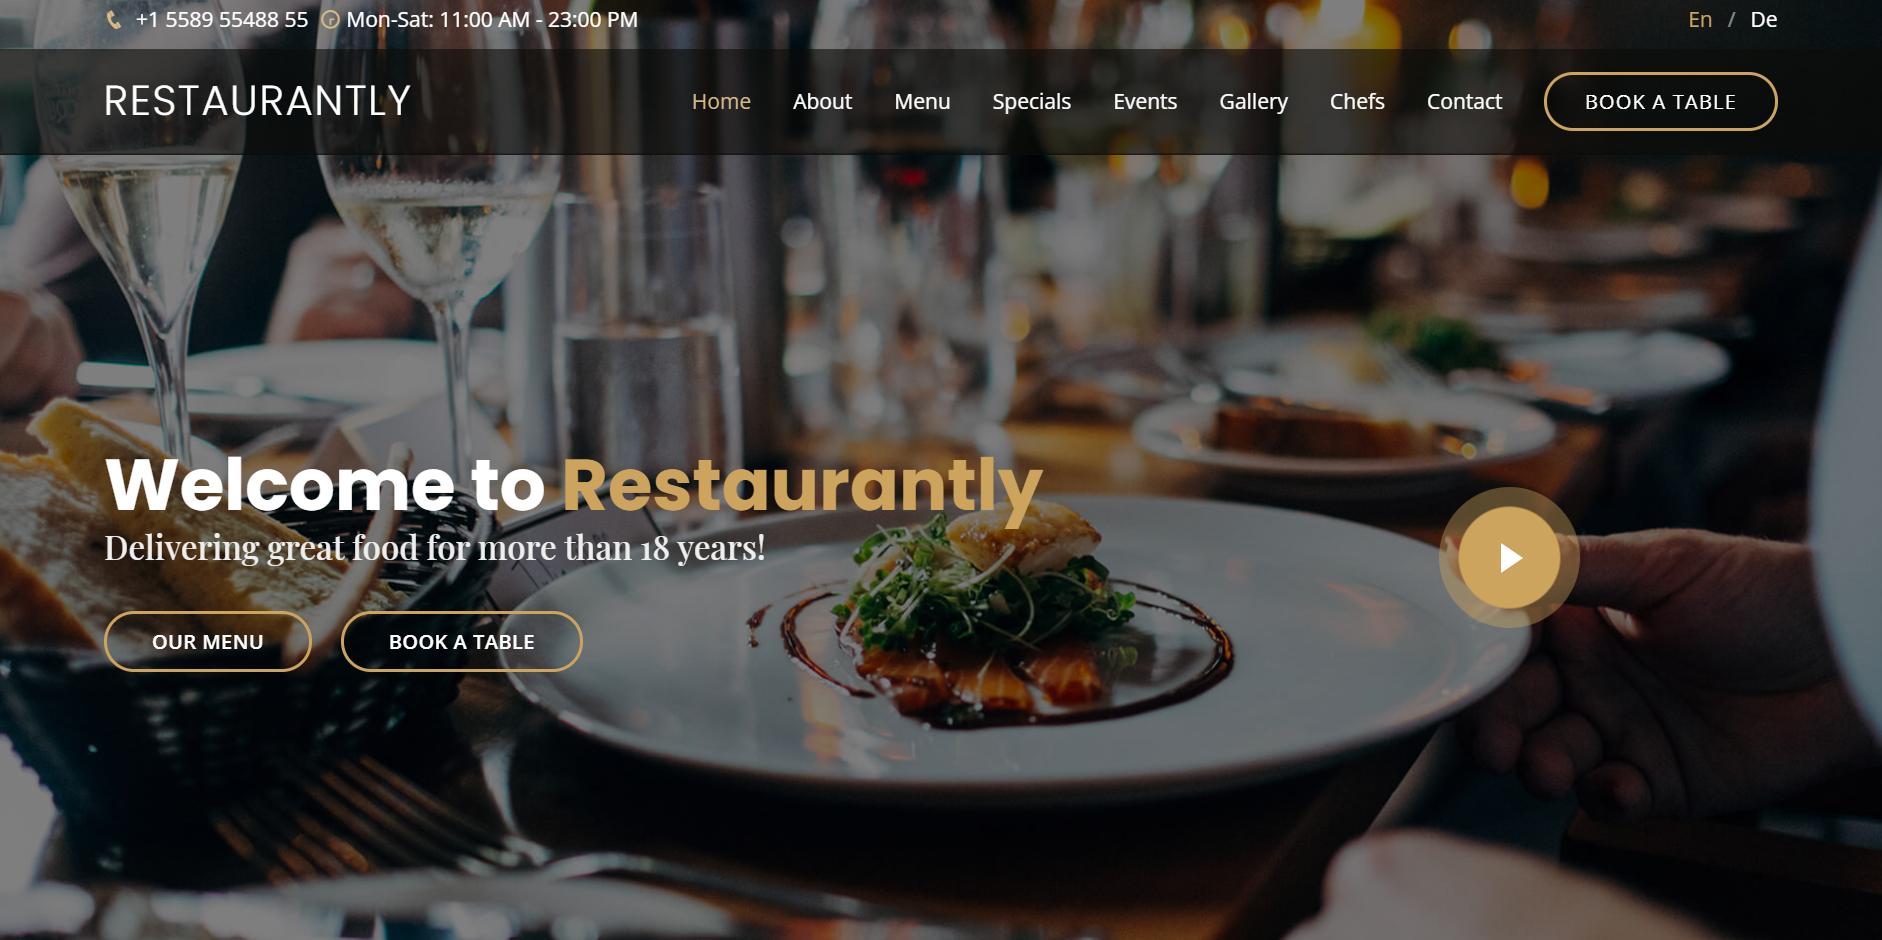 +1 5589 55488 55 Mon-Sat: 11:00 AM - 23:00 PM
En / De
RESTAURANTLY
Home About Menu Specials Events Gallery Chefs Contact BOOK A TABLE
Welcome to Restaurantly
Delivering great food for more than 18 years!
OUR MENU BOOK A TABLE